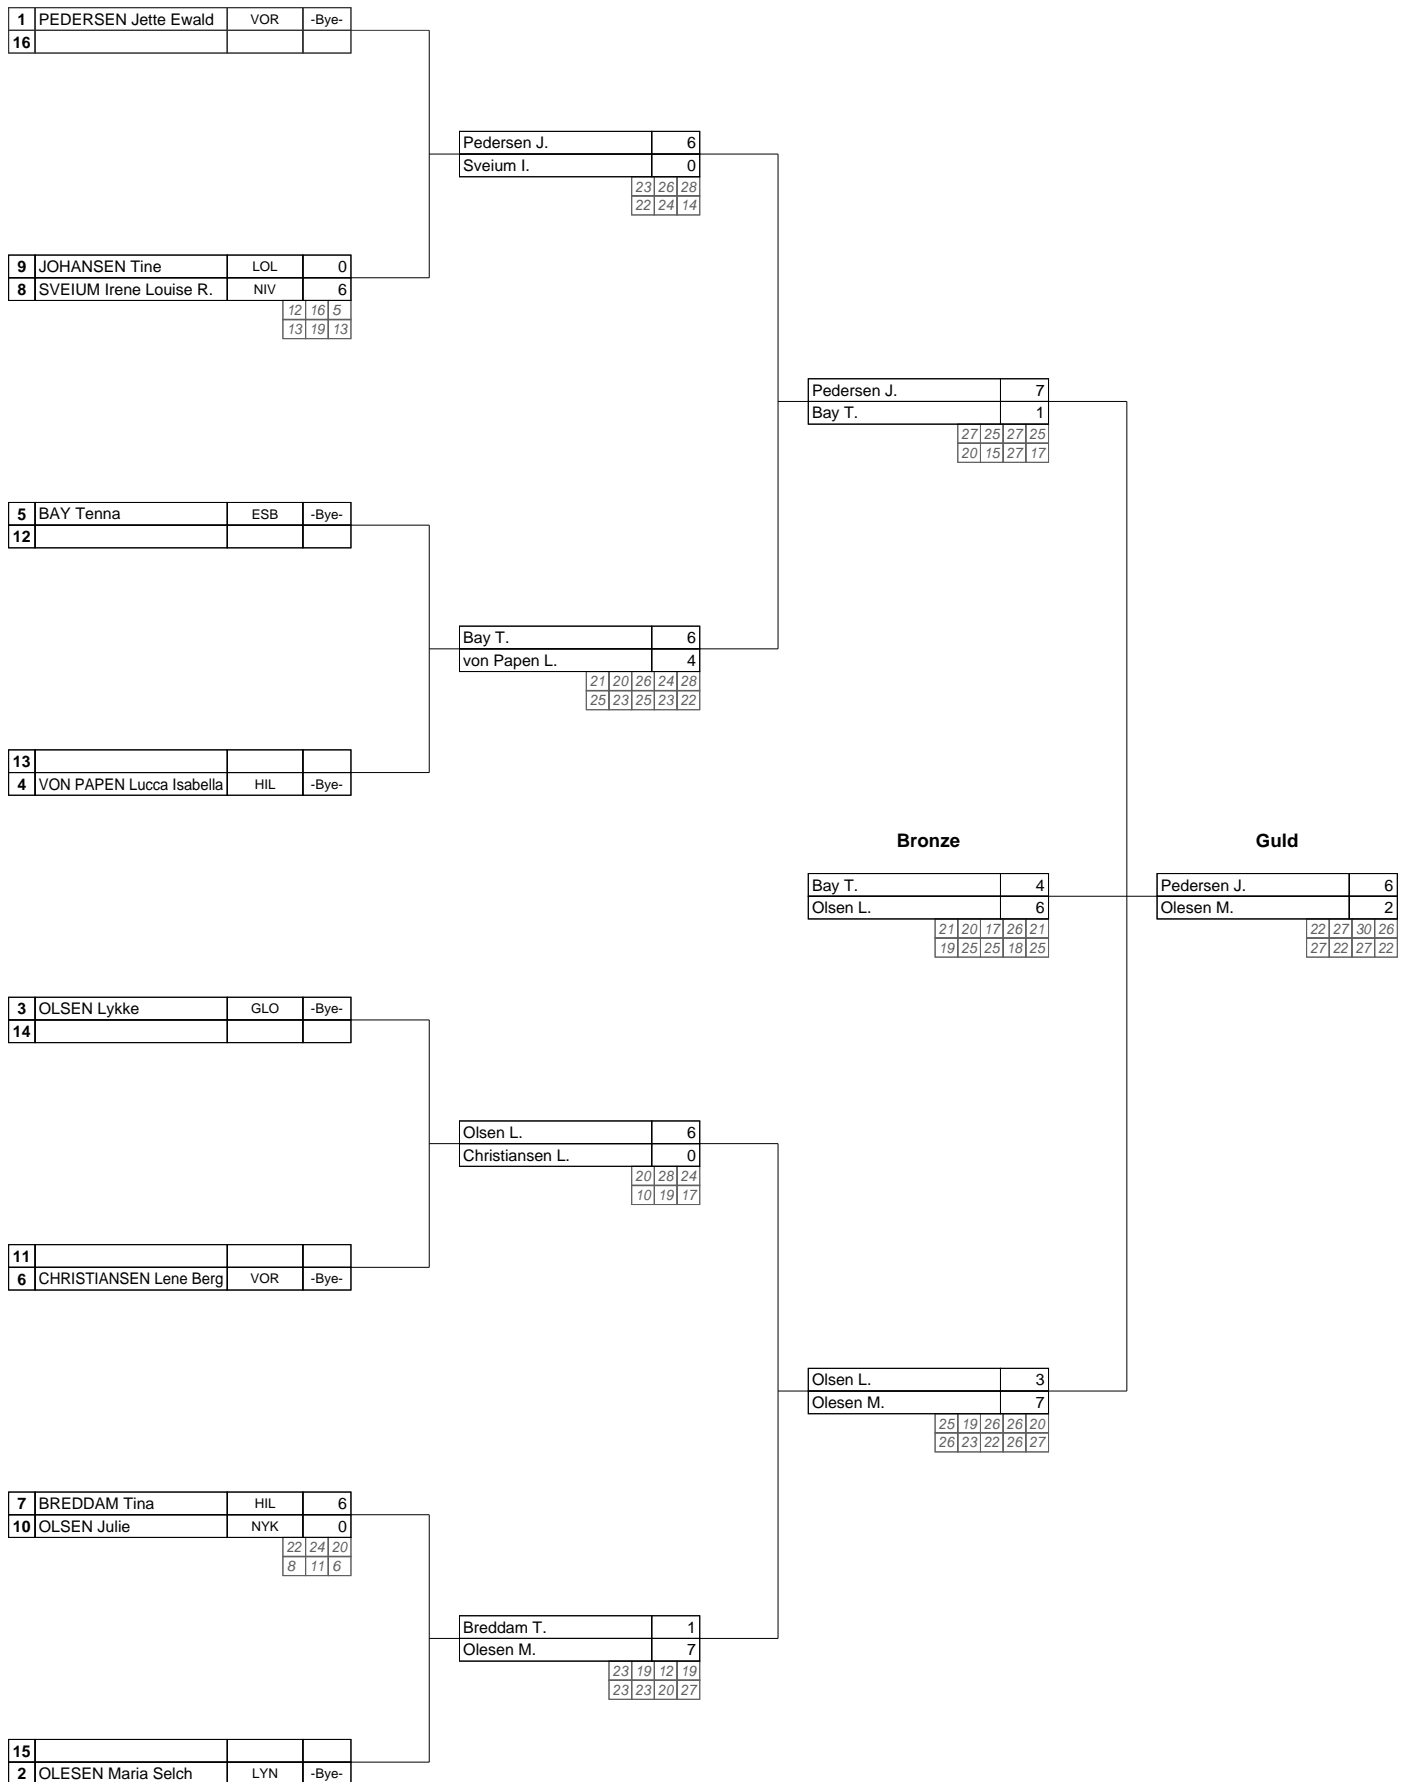 1 PEDERSEN Jette Ewald VOR -Bye-
16
Pedersen J. 6
Sveium I. 0
23 26 28
22 24 14
9 JOHANSEN Tine LOL 0
8 SVEIUM Irene Louise R. NIV 6
12 16 5
13 19 13
Pedersen J. 7
Bay T. 1
27 25 27 25
20 15 27 17
5 BAY Tenna ESB -Bye-
12
Bay T. 6
von Papen L. 4
21 20 26 24 28
25 23 25 23 22
13
4 VON PAPEN Lucca Isabella HIL -Bye-
Bronze Guld
Bay T. 4 Pedersen J. 6
Olsen L. 6 Olesen M. 2
21 20 17 26 21 22 27 30 26
19 25 25 18 25 27 22 27 22
3 OLSEN Lykke GLO -Bye-
14
Olsen L. 6
Christiansen L. 0
20 28 24
10 19 17
11
6 CHRISTIANSEN Lene Berg VOR -Bye-
Olsen L. 3
Olesen M. 7
25 19 26 26 20
26 23 22 26 27
7 BREDDAM Tina HIL 6
10 OLSEN Julie NYK 0
22 24 20
8 11 6
Breddam T. 1
Olesen M. 7
23 19 12 19
23 23 20 27
15
2 OLESEN Maria Selch LYN -Bye-